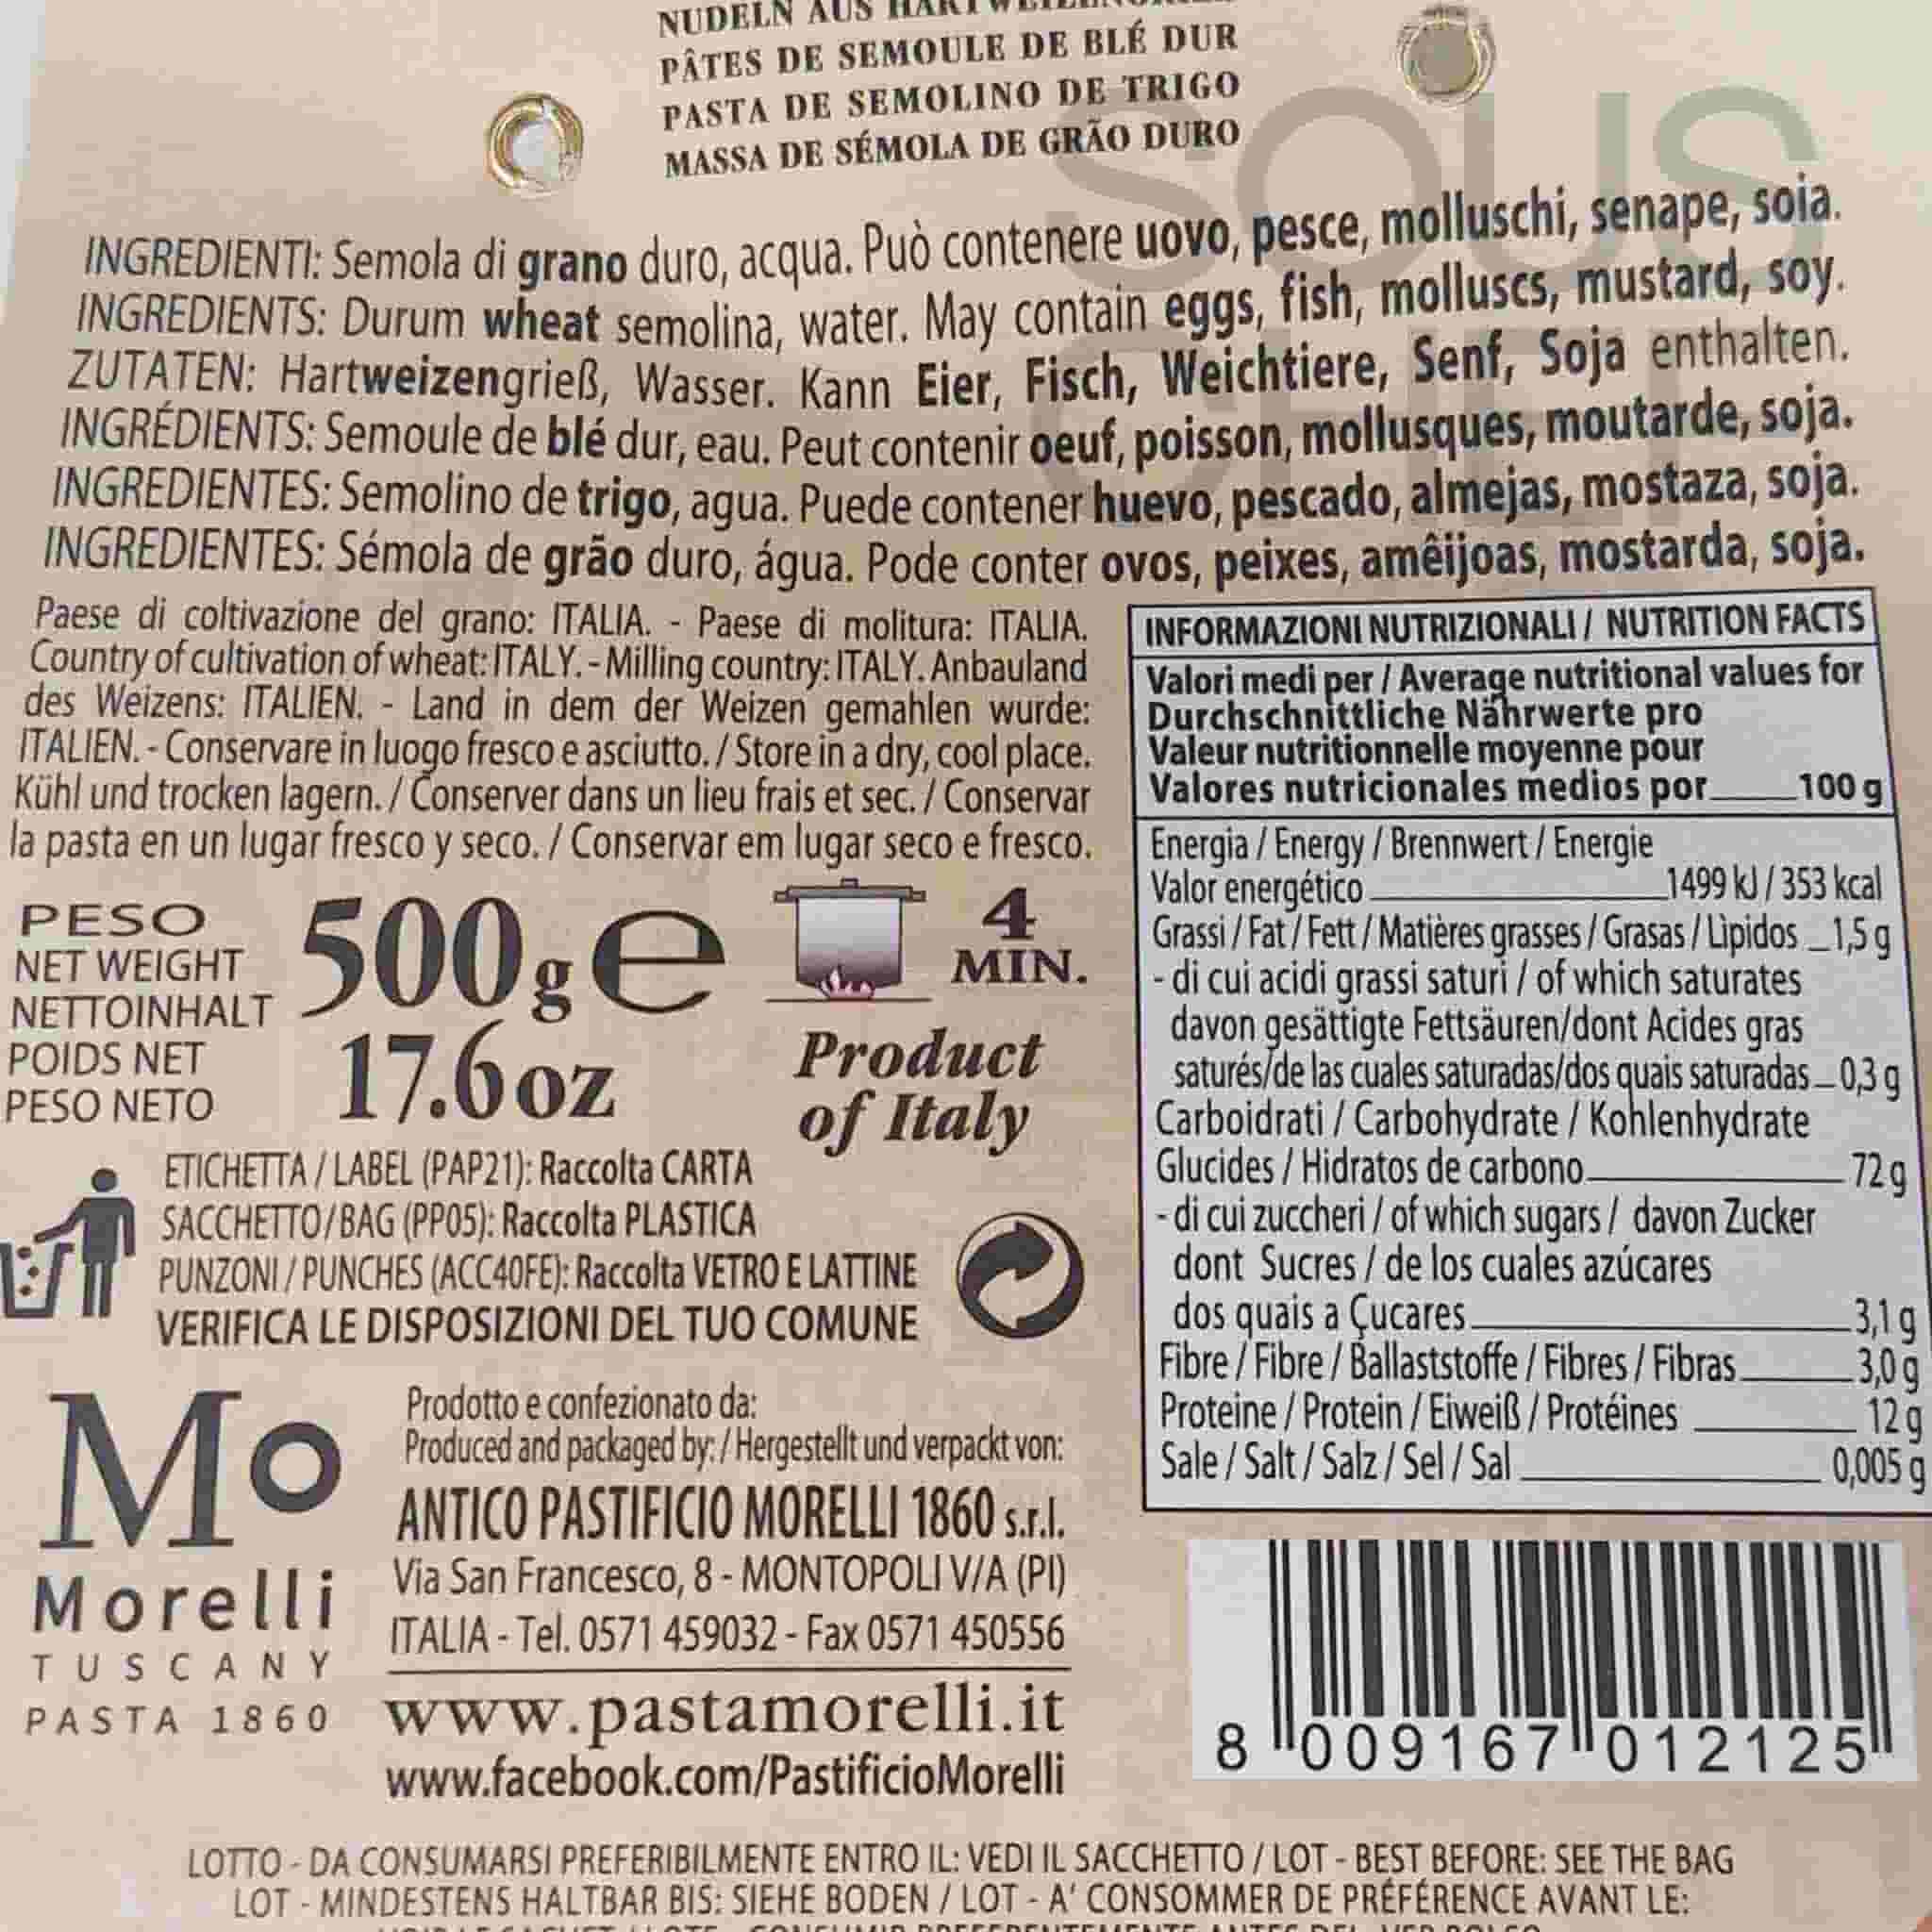 NUDELN AUS
PÂTES DE SEMOULE DE BLÉ DUR
PASTA DE SEMOLINO DE TRIGO
MASSA DE SÉMOLA DE GRÃO DURO
SOUS
CHEF
INGREDIENTI: Semola di grano duro, acqua. Può contenere uovo, pesce, molluschi, senape, soia.
INGREDIENTS: Durum wheat semolina, water. May contain eggs, fish, molluscs, mustard, soy.
ZUTATEN: Hartweizengrieß, Wasser. Kann Eier, Fisch, Weichtiere, Senf, Soja enthalten.
INGRÉDIENTS: Semoule de blé dur, eau. Peut contenir oeuf, poisson, mollusques, moutarde, soja.
INGREDIENTES: Semolino de trigo, agua. Puede contener huevo, pescado, almejas, mostaza, soja.
INGREDIENTES: Sémola de grão duro, água. Pode conter ovos, peixes, amêijoas, mostarda, soja.
Paese di coltivazione del grano: ITALIA. - Paese di molitura: ITALIA.
Country of cultivation of wheat: ITALY. - Milling country: ITALY. Anbauland
des Weizens: ITALIEN. - Land in dem der Weizen gemahlen wurde:
ITALIEN. - Conservare in luogo fresco e asciutto. / Store in a dry, cool place.
Kühl und trocken lagern. / Conserver dans un lieu frais et sec. / Conservar
la pasta en un lugar fresco y seco. / Conservar em lugar seco e fresco.
PESO
NET WEIGHT
NETTOINHALT
POIDS NET
PESO NETO
500g e
17.6oz
4
MIN.
Product
of Italy
ETICHETTA / LABEL (PAP21): Raccolta CARTA
SACCHETTO/BAG (PP05): Raccolta PLASTICA
PUNZONI / PUNCHES (ACC40FE): Raccolta VETRO E LATTINE
VERIFICA LE DISPOSIZIONI DEL TUO COMUNE
Mo
Morelli
TUSCANY
PASTA 1860
Prodotto e confezionato da:
Produced and packaged by: / Hergestellt und verpackt von:
ANTICO PASTIFICIO MORELLI 1860 s.r.l.
Via San Francesco, 8 - MONTOPOLI V/A (PI)
ITALIA - Tel. 0571 459032 - Fax 0571 450556
www.pastamorelli.it
www.facebook.com/PastificioMorelli
INFORMAZIONI NUTRIZIONALI / NUTRITION FACTS
Valori medi per / Average nutritional values for
Durchschnittliche Nährwerte pro
Valeur nutritionnelle moyenne pour
Valores nutricionales medios por 100 g
Energia / Energy / Brennwert / Energie
Valor energético 1499 kJ / 353 kcal
Grassi / Fat / Fett / Matières grasses / Grasas / Lìpidos 1,5 g
- di cui acidi grassi saturi / of which saturates
davon gesättigte Fettsäuren/dont Acides gras
saturés/de las cuales saturadas/dos quais saturadas 0,3 g
Carboidrati / Carbohydrate / Kohlenhydrate
Glucides / Hidratos de carbono 72 g
- di cui zuccheri / of which sugars / davon Zucker
dont Sucres / de los cuales azúcares
dos quais a Çucares 3,1 g
Fibre / Fibre / Ballaststoffe / Fibres / Fibras 3,0 g
Proteine / Protein / Eiweiß / Protéines 12 g
Sale / Salt / Salz / Sel / Sal 0,005 g
8 009167 012125
LOTTO - DA CONSUMARSI PREFERIBILMENTE ENTRO IL: VEDI IL SACCHETTO / LOT - BEST BEFORE: SEE THE BAG
LOT - MINDESTENS HALTBAR BIS: SIEHE BODEN / LOT - A' CONSOMMER DE PRÉFÉRENCE AVANT LE: